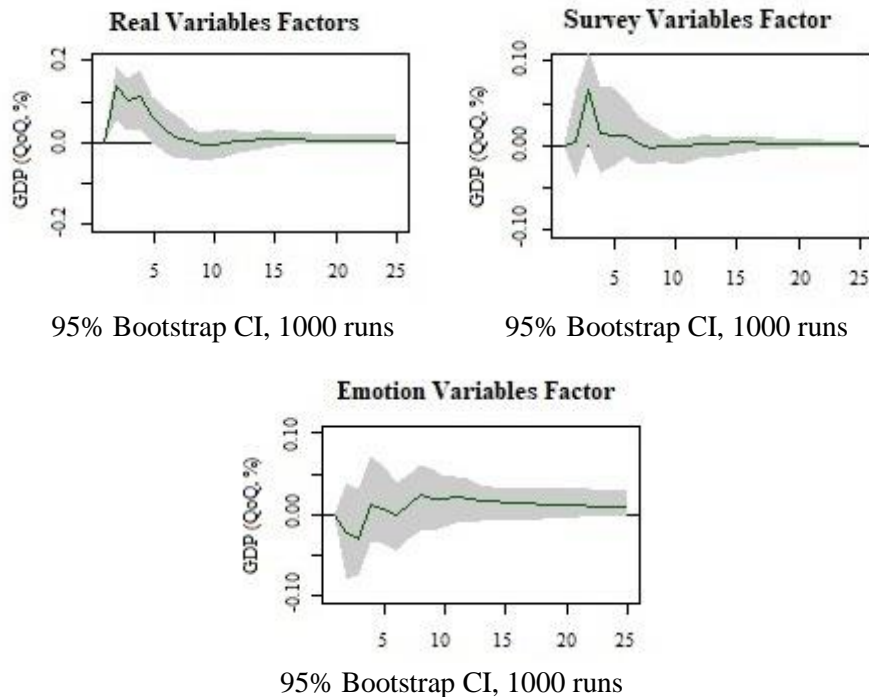 Real Variables Factors
Survey Variables Factor
GDP (QoQ, %)
0.2
0.0
-0.2
5
10
15
20
25
GDP (QoQ, %)
0.10
0.00
-0.10
5
10
15
20
25
95% Bootstrap CI, 1000 runs
95% Bootstrap CI, 1000 runs
Emotion Variables Factor
GDP (QoQ, %)
0.10
0.00
-0.10
5
10
15
20
25
95% Bootstrap CI, 1000 runs